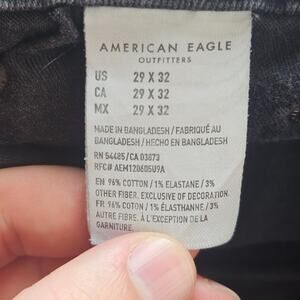 AMERICAN EAGLE
OUTFITTERS
US 29 X 32
CA 29 X 32
MX 29 X 32
MADE IN BANGLADESH / FABRIQUÉ AU
BANGLADESH / HECHO EN BANGLADESH
RN 54485/CA 03873
RFC# AEM120605U9A
EN 96% COTTON / 1% ELASTANE / 3%
OTHER FIBER. EXCLUSIVE OF DECORATION.
FR 96% COTON / 1% ÉLASTHANNE / 3%
AUTRE FIBRE. À L'EXCEPTION DE LA
GARNITURE.